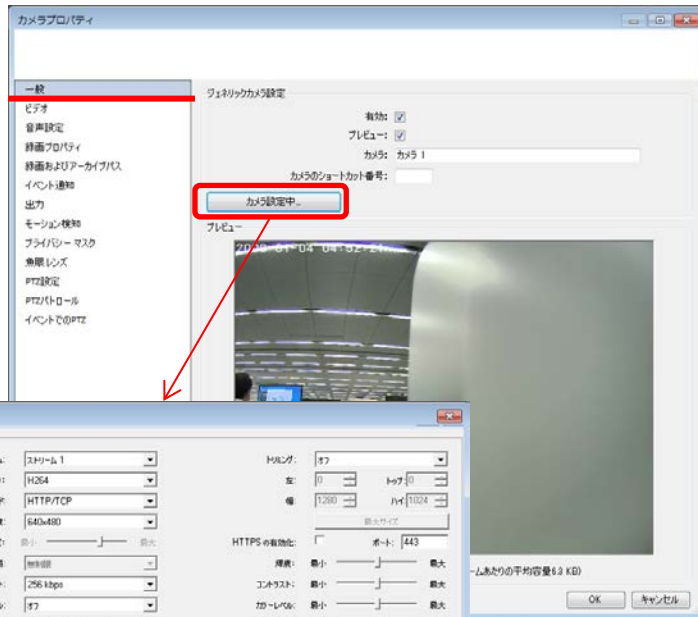 カメラプロパティ
一般
ビデオ
音声設定
録画プロパティ
録画およびアーカイブパス
イベント通知
出力
モーション検知
プライバシー マスク
魚眼レンズ
PTZ設定
PTZパトロール
イベントでのPTZ
ジェネリックカメラ設定
有効:
プレビュー:
カメラ: カメラ 1
カメラのショートカット番号:
カメラ設定中...
プレビュー
ストリーム 1
H264
HTTP/TCP
640x480
最小 最大
無制限
256 kbps
オフ
トリミング: オフ
左: 0 トップ: 0
幅: 1280 ハイ: 1024
最大サイズ
HTTPS の有効化: ポート: 443
輝度: 最小 最大
コントラスト: 最小 最大
カラーレベル: 最小 最大
ームあたりの平均容量6.3 KB)
OK キャンセル